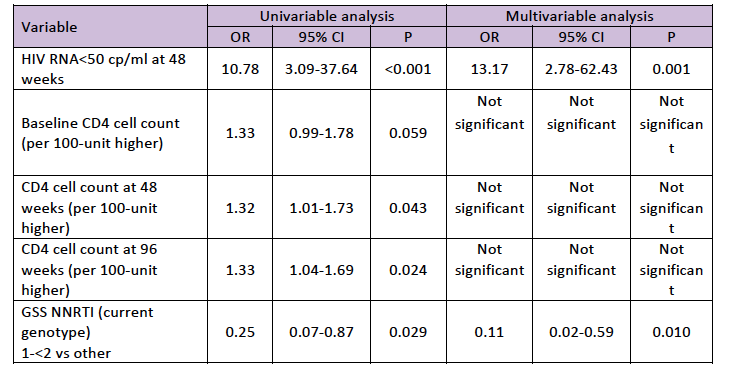 Variable
Univariable analysis
Multivariable analysis
OR
95% CI
P
OR
95% CI
P
HIV RNA<50 cp/ml at 48
weeks
10.78
3.09-37.64
<0.001
13.17
2.78-62.43
0.001
Baseline CD4 cell count
(per 100-unit higher)
1.33
0.99-1.78
0.059
Not
significant
Not
significant
Not
significan
t
CD4 cell count at 48
weeks (per 100-unit
higher)
1.32
1.01-1.73
0.043
Not
significant
Not
significant
Not
significan
t
CD4 cell count at 96
weeks (per 100-unit
higher)
1.33
1.04-1.69
0.024
Not
significant
Not
significant
Not
significan
t
GSS NNRTI (current
genotype)
1-<2 vs other
0.25
0.07-0.87
0.029
0.11
0.02-0.59
0.010